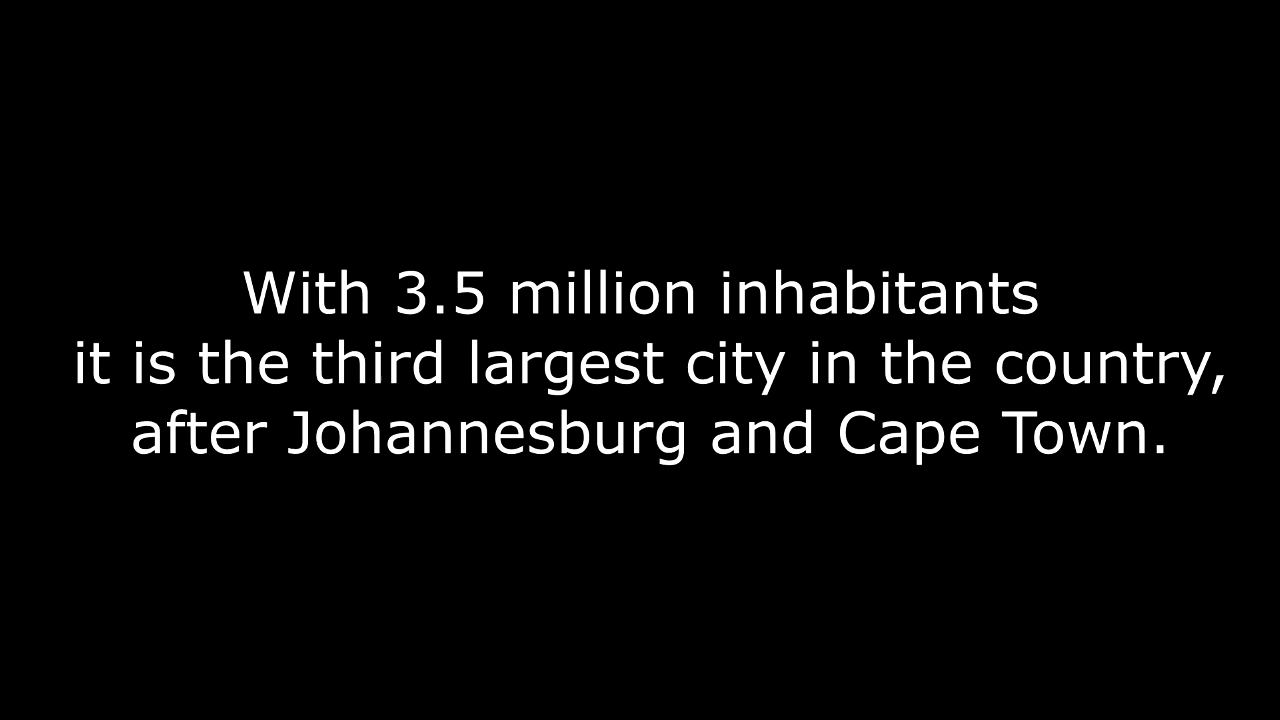 With 3.5 million inhabitants
it is the third largest city in the country,
after Johannesburg and Cape Town.